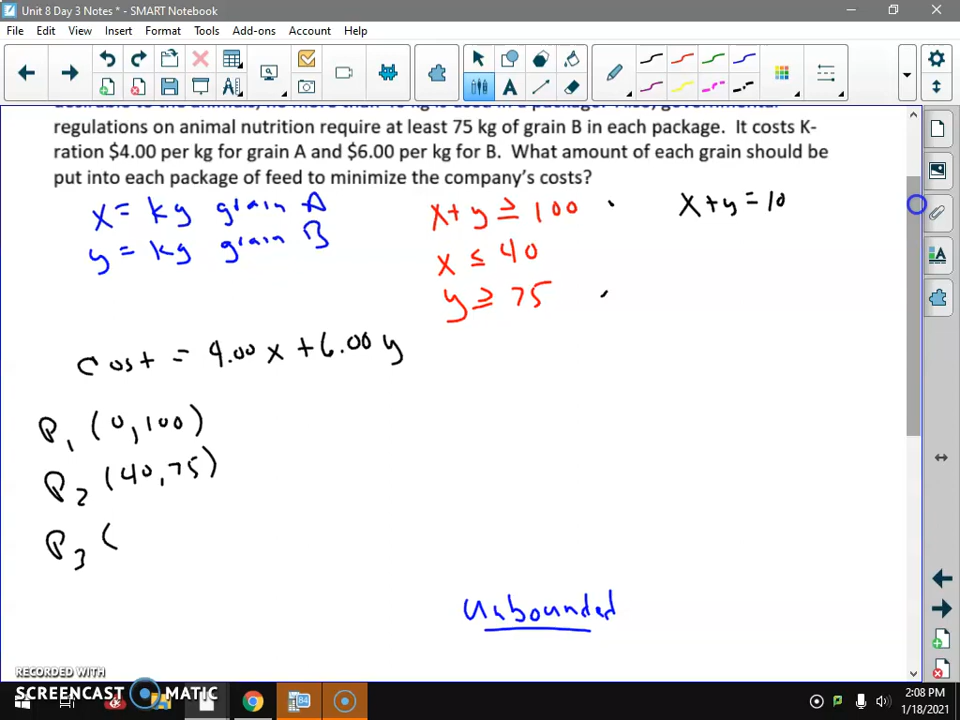 Unit 8 Day 3 Notes * - SMART Notebook
File Edit View Insert Format Tools Add-ons Account Help
regulations on animal nutrition require at least 75 kg of grain B in each package. It costs K-
ration $4.00 per kg for grain A and $6.00 per kg for B. What amount of each grain should be
put into each package of feed to minimize the company's costs?
x = kg grain A
y = kg grain B
x + y ≥ 100
x ≤ 40
y ≥ 75
x + y = 10
Cost = 4.00 x + 6.00 y
P1 (0, 100)
P2 (40, 75)
P3 (
Unbounded
RECORDED WITH
SCREENCAST MATIC
84
2:08 PM
1/18/2021